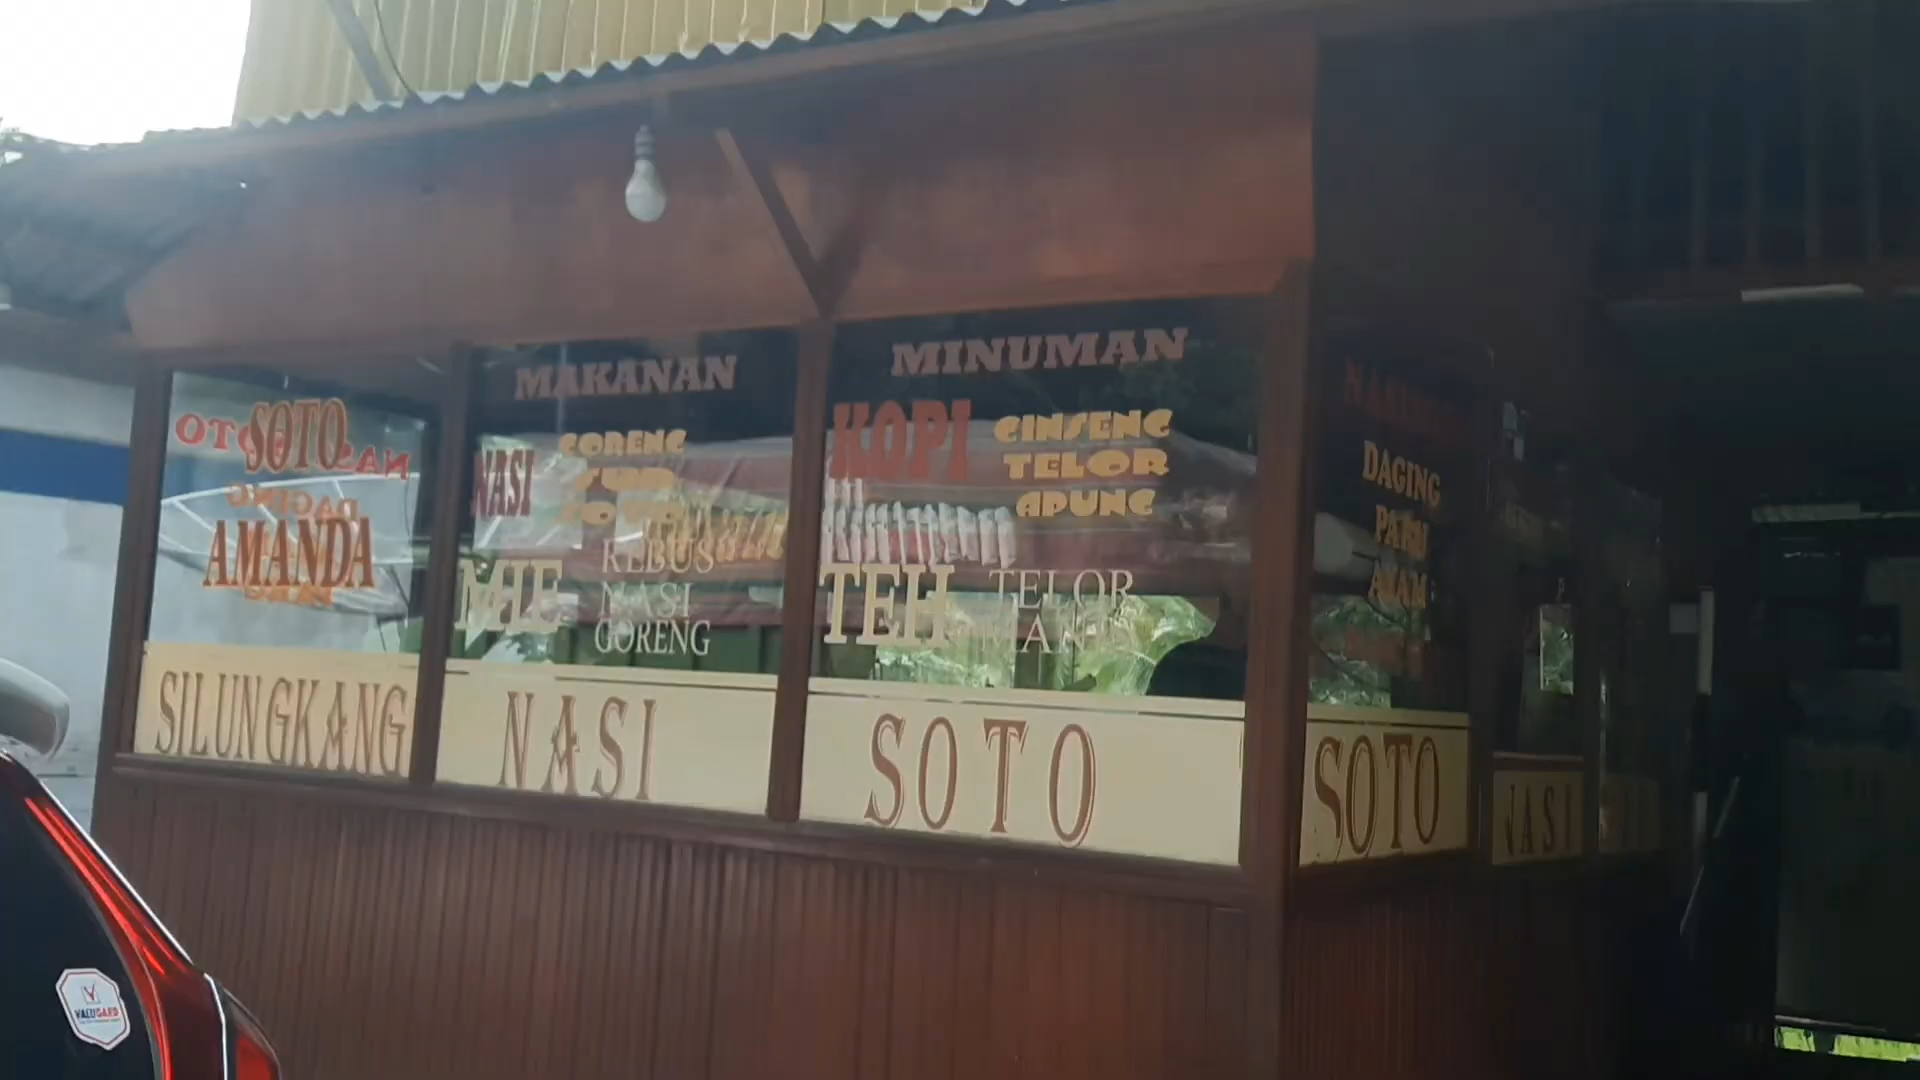 SOTO
AMANDA
SILUNGKANG
MAKANAN
NASI
GORENG
SOTO
MIE
REBUS
NASI
GORENG
NASI
MINUMAN
KOPI
GINSENG
TELOR
APUNG
TEH
TELOR
SOTO
DAGING
PARU
AYAM
SOTO
NASI
VALUGARD